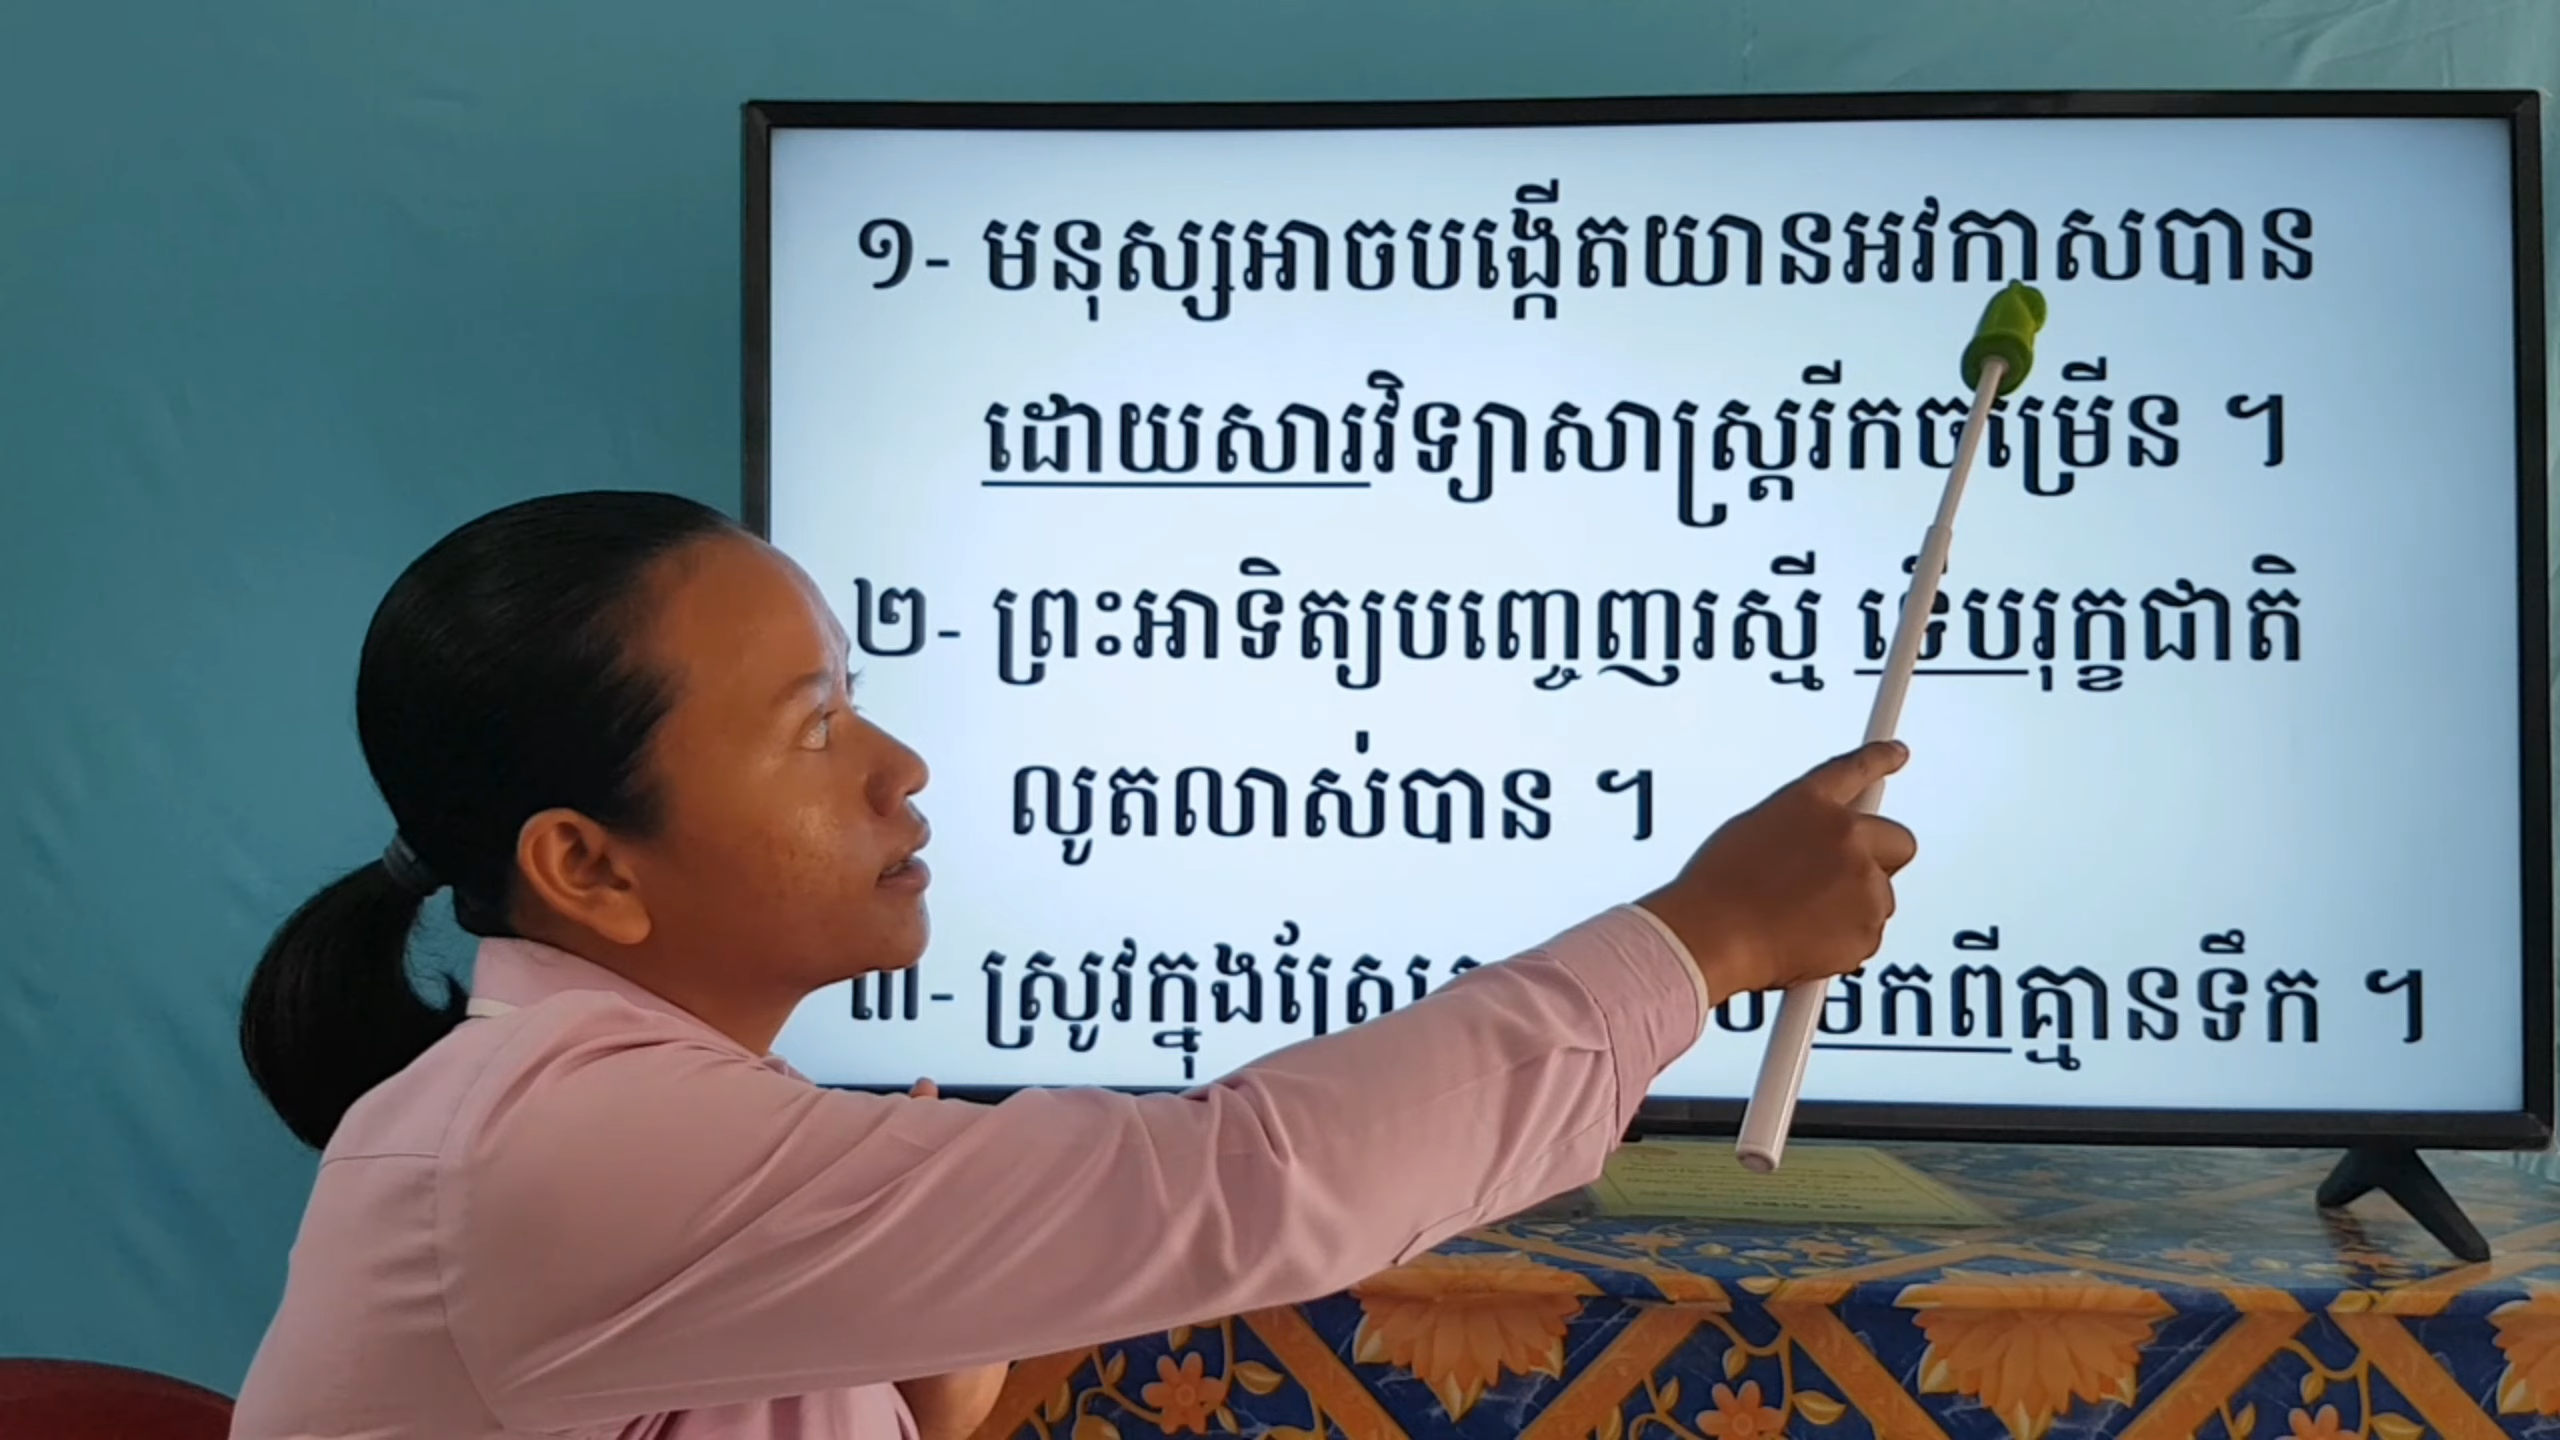 ១- មនុស្សអាចបង្កើតយានអវកាសបាន
ដោយសារវិទ្យាសាស្ត្ររីកចម្រើន ។
២- ព្រះអាទិត្យបញ្ចេញរស្មី ទើបរុក្ខជាតិ
លូតលាស់បាន ។
៣- ស្រូវក្នុងស្រែ មកពីគ្មានទឹក ។